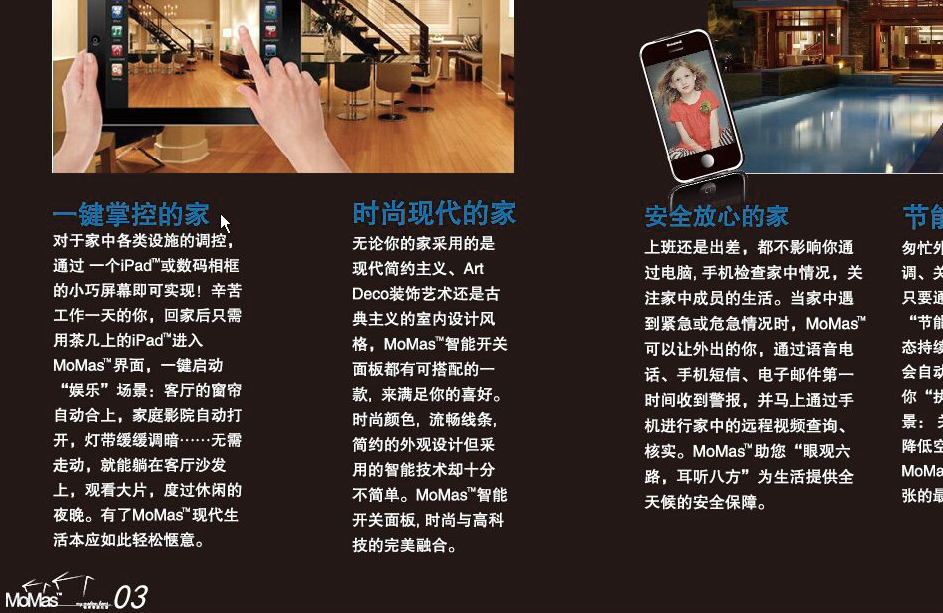 一键掌控的家
对于家中各类设施的调控，
通过 一个iPad™或数码相框
的小巧屏幕即可实现！辛苦
工作一天的你，回家后只需
用茶几上的iPad™进入
MoMas™界面，一键启动
“娱乐”场景：客厅的窗帘
自动合上，家庭影院自动打
开，灯带缓缓调暗……无需
走动，就能躺在客厅沙发
上，观看大片，度过休闲的
夜晚。有了MoMas™现代生
活本应如此轻松惬意。
时尚现代的家
无论你的家采用的是
现代简约主义、Art
Deco装饰艺术还是古
典主义的室内设计风
格，MoMas™智能开关
面板都有可搭配的一
款, 来满足你的喜好。
时尚颜色, 流畅线条,
简约的外观设计但采
用的智能技术却十分
不简单。MoMas™智能
开关面板, 时尚与高科
技的完美融合。
安全放心的家
上班还是出差，都不影响你通
过电脑, 手机检查家中情况，关
注家中成员的生活。当家中遇
到紧急或危急情况时，MoMas™
可以让外出的你，通过语音电
话、手机短信、电子邮件第一
时间收到警报，并马上通过手
机进行家中的远程视频查询、
核实。MoMas™助您“眼观六
路，耳听八方”为生活提供全
天候的安全保障。
节能
匆忙外
调、关
只要通
“节能
态持续
会自动
你“执
景：关
降低空
MoMa
张的最
MoMas™
03